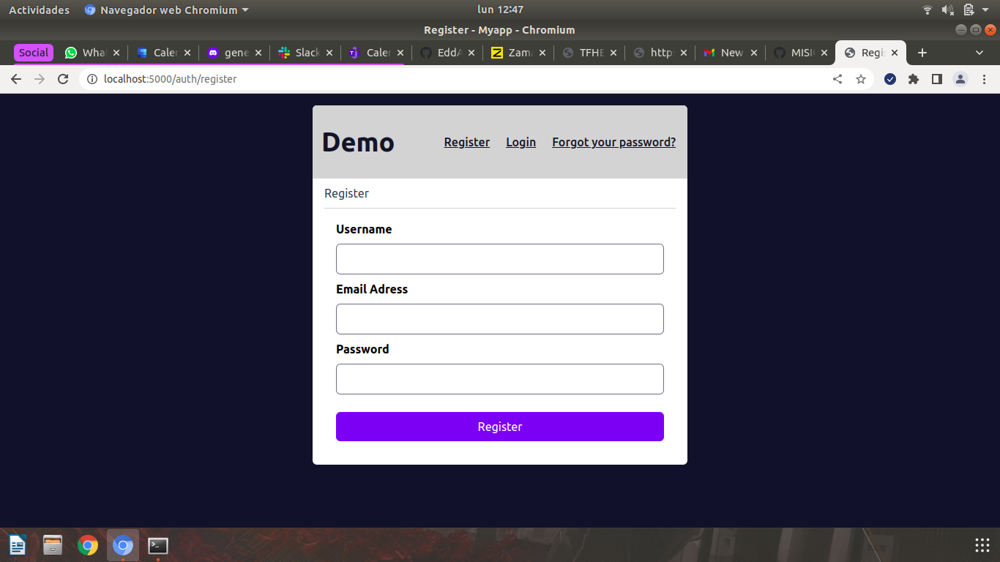 Actividades Navegador web Chromium lun 12:47
Register - Myapp - Chromium
Social Wha Caler gene Slack Caler EddA Zama TFHE http New MISI Regis
localhost:5000/auth/register
Demo Register Login Forgot your password?
Register
Username
Email Adress
Password
Register